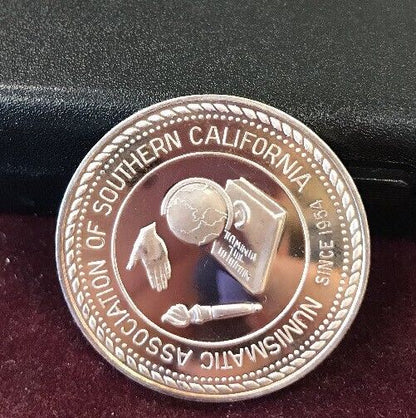 NUMISMATIC ASSOCIATION OF SOUTHERN CALIFORNIA
SINCE 1954